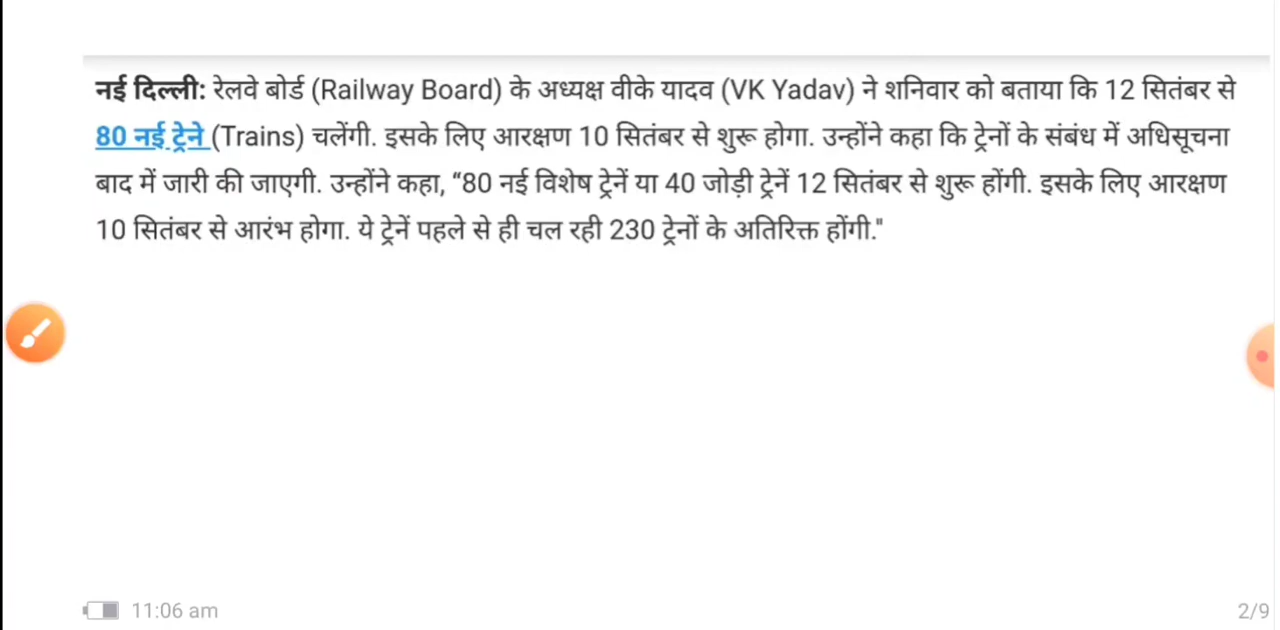 नई दिल्ली: रेलवे बोर्ड (Railway Board) के अध्यक्ष वीके यादव (VK Yadav) ने शनिवार को बताया कि 12 सितंबर से
80 नई ट्रेने (Trains) चलेंगी. इसके लिए आरक्षण 10 सितंबर से शुरू होगा. उन्होंने कहा कि ट्रेनों के संबंध में अधिसूचना
बाद में जारी की जाएगी. उन्होंने कहा, “80 नई विशेष ट्रेनें या 40 जोड़ी ट्रेनें 12 सितंबर से शुरू होंगी. इसके लिए आरक्षण
10 सितंबर से आरंभ होगा. ये ट्रेनें पहले से ही चल रही 230 ट्रेनों के अतिरिक्त होंगी."
11:06 am
2/9